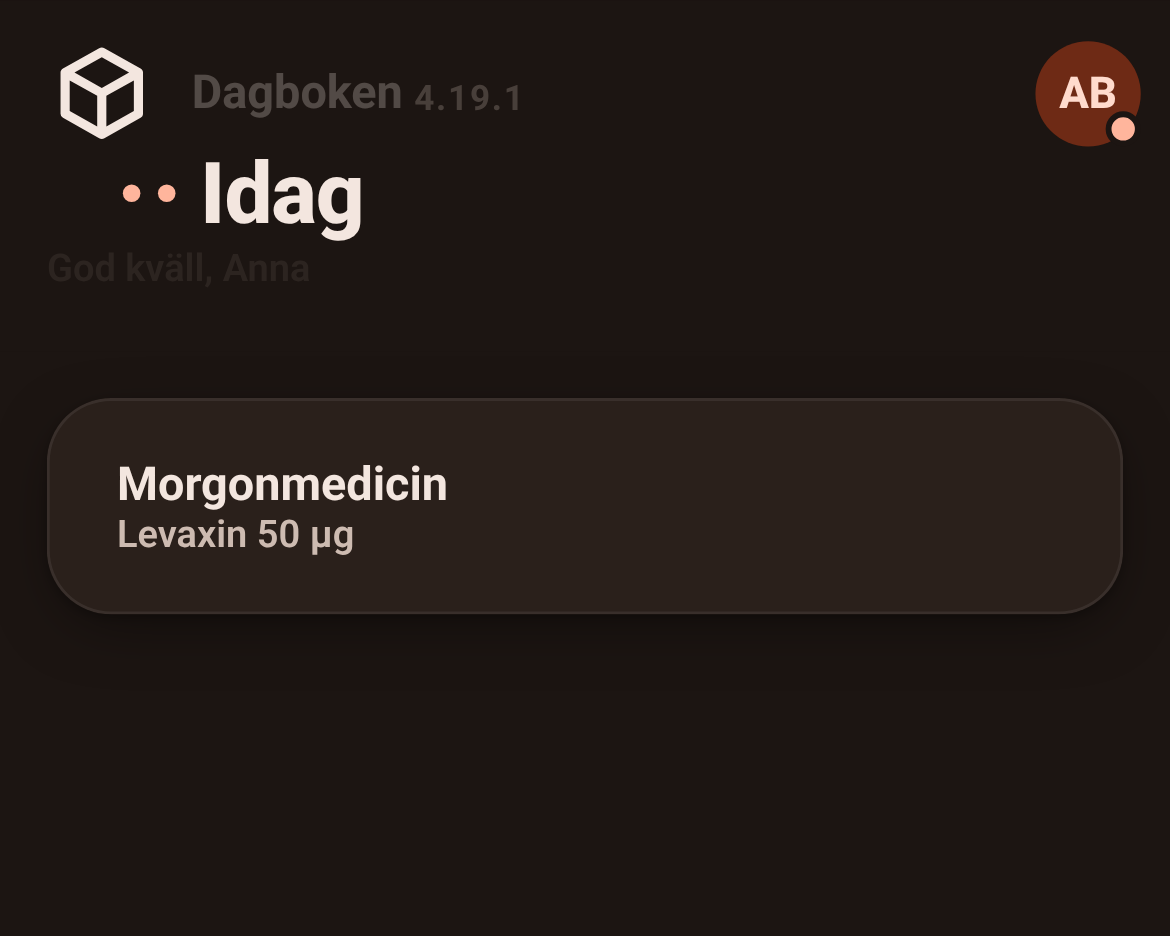 Dagboken 4.19.1
AB
Idag
God kväll, Anna
Morgonmedicin
Levaxin 50 µg